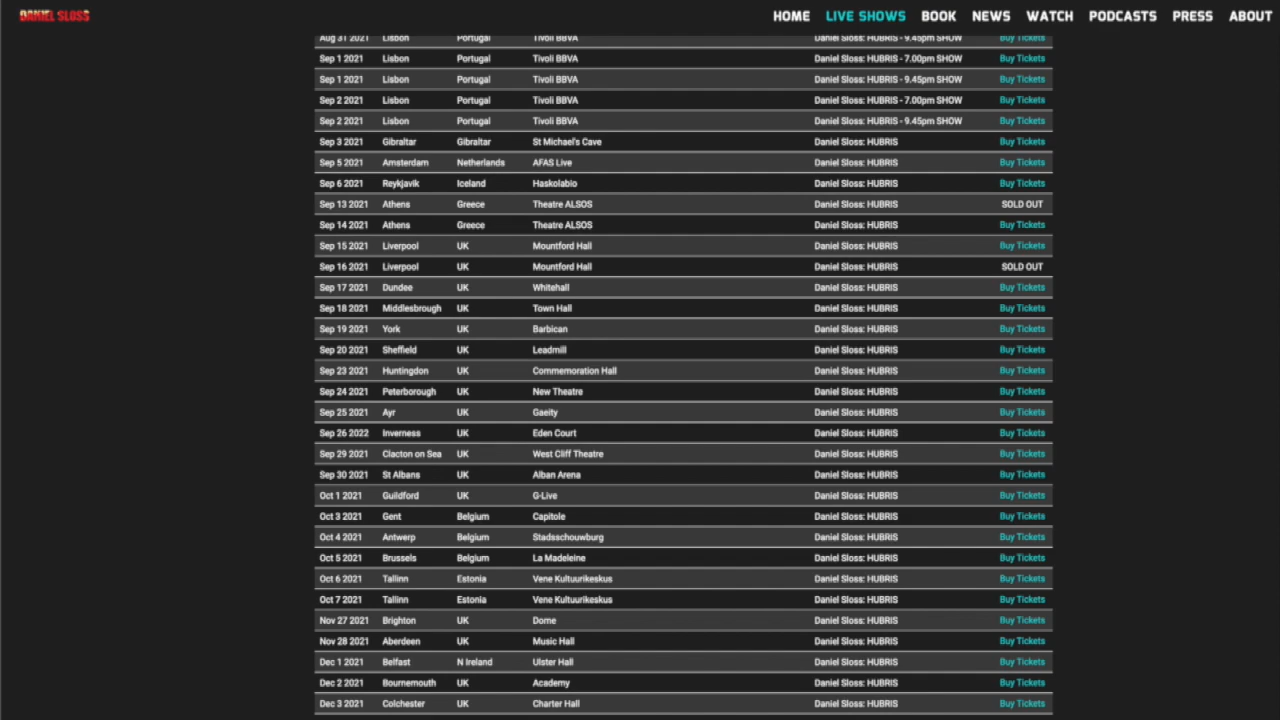 DANIEL SLOSS HOME LIVE SHOWS BOOK NEWS WATCH PODCASTS PRESS ABOUT
Aug 31 2021 Lisbon Portugal Tivoli BBVA Daniel Sloss: HUBRIS - 9.45pm SHOW Buy Tickets
Sep 1 2021 Lisbon Portugal Tivoli BBVA Daniel Sloss: HUBRIS - 7.00pm SHOW Buy Tickets
Sep 1 2021 Lisbon Portugal Tivoli BBVA Daniel Sloss: HUBRIS - 9.45pm SHOW Buy Tickets
Sep 2 2021 Lisbon Portugal Tivoli BBVA Daniel Sloss: HUBRIS - 7.00pm SHOW Buy Tickets
Sep 2 2021 Lisbon Portugal Tivoli BBVA Daniel Sloss: HUBRIS - 9.45pm SHOW Buy Tickets
Sep 3 2021 Gibraltar Gibraltar St Michael's Cave Daniel Sloss: HUBRIS Buy Tickets
Sep 5 2021 Amsterdam Netherlands AFAS Live Daniel Sloss: HUBRIS Buy Tickets
Sep 6 2021 Reykjavik Iceland Haskolabio Daniel Sloss: HUBRIS Buy Tickets
Sep 13 2021 Athens Greece Theatre ALSOS Daniel Sloss: HUBRIS SOLD OUT
Sep 14 2021 Athens Greece Theatre ALSOS Daniel Sloss: HUBRIS Buy Tickets
Sep 15 2021 Liverpool UK Mountford Hall Daniel Sloss: HUBRIS Buy Tickets
Sep 16 2021 Liverpool UK Mountford Hall Daniel Sloss: HUBRIS SOLD OUT
Sep 17 2021 Dundee UK Whitehall Daniel Sloss: HUBRIS Buy Tickets
Sep 18 2021 Middlesbrough UK Town Hall Daniel Sloss: HUBRIS Buy Tickets
Sep 19 2021 York UK Barbican Daniel Sloss: HUBRIS Buy Tickets
Sep 20 2021 Sheffield UK Leadmill Daniel Sloss: HUBRIS Buy Tickets
Sep 23 2021 Huntingdon UK Commemoration Hall Daniel Sloss: HUBRIS Buy Tickets
Sep 24 2021 Peterborough UK New Theatre Daniel Sloss: HUBRIS Buy Tickets
Sep 25 2021 Ayr UK Gaeity Daniel Sloss: HUBRIS Buy Tickets
Sep 26 2022 Inverness UK Eden Court Daniel Sloss: HUBRIS Buy Tickets
Sep 29 2021 Clacton on Sea UK West Cliff Theatre Daniel Sloss: HUBRIS Buy Tickets
Sep 30 2021 St Albans UK Alban Arena Daniel Sloss: HUBRIS Buy Tickets
Oct 1 2021 Guildford UK G-Live Daniel Sloss: HUBRIS Buy Tickets
Oct 3 2021 Gent Belgium Capitole Daniel Sloss: HUBRIS Buy Tickets
Oct 4 2021 Antwerp Belgium Stadsschouwburg Daniel Sloss: HUBRIS Buy Tickets
Oct 5 2021 Brussels Belgium La Madeleine Daniel Sloss: HUBRIS Buy Tickets
Oct 6 2021 Tallinn Estonia Vene Kultuurikeskus Daniel Sloss: HUBRIS Buy Tickets
Oct 7 2021 Tallinn Estonia Vene Kultuurikeskus Daniel Sloss: HUBRIS Buy Tickets
Nov 27 2021 Brighton UK Dome Daniel Sloss: HUBRIS Buy Tickets
Nov 28 2021 Aberdeen UK Music Hall Daniel Sloss: HUBRIS Buy Tickets
Dec 1 2021 Belfast N Ireland Ulster Hall Daniel Sloss: HUBRIS Buy Tickets
Dec 2 2021 Bournemouth UK Academy Daniel Sloss: HUBRIS Buy Tickets
Dec 3 2021 Colchester UK Charter Hall Daniel Sloss: HUBRIS Buy Tickets